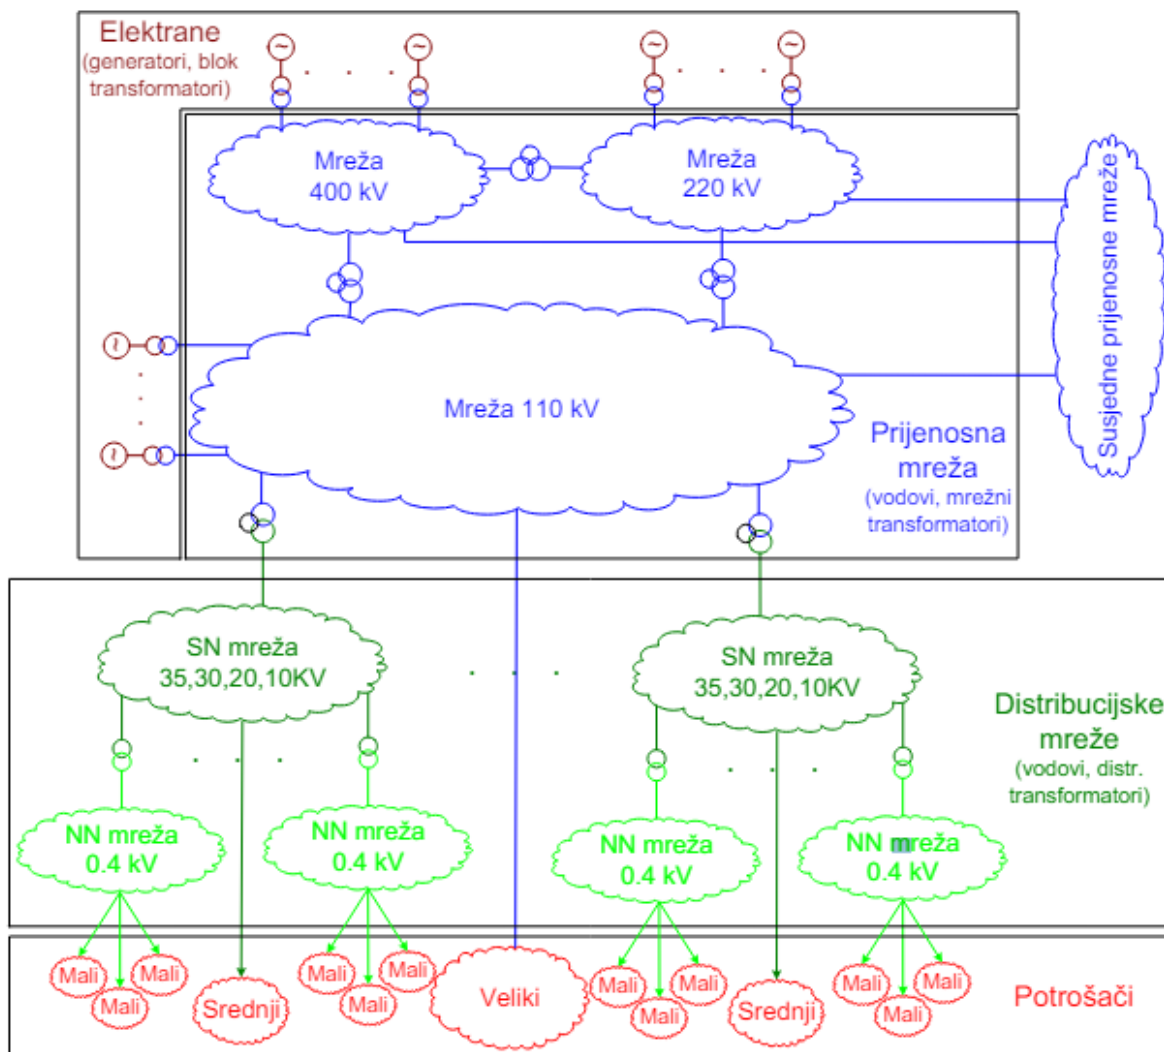 Elektrane
(generatori, blok
transformatori)
~
~
~
~
Mreža
400 kV
Mreža
220 kV
Susjedne prijenosne mreže
~
Mreža 110 kV
Prijenosna
mreža
(vodovi, mrežni
transformatori)
~
SN mreža
35,30,20,10KV
SN mreža
35,30,20,10KV
Distribucijske
mreže
(vodovi, distr.
transformatori)
NN mreža
0.4 kV
NN mreža
0.4 kV
NN mreža
0.4 kV
NN mreža
0.4 kV
Mali
Mali
Mali
Srednji
Mali
Mali
Mali
Veliki
Mali
Mali
Mali
Srednji
Mali
Mali
Mali
Potrošači